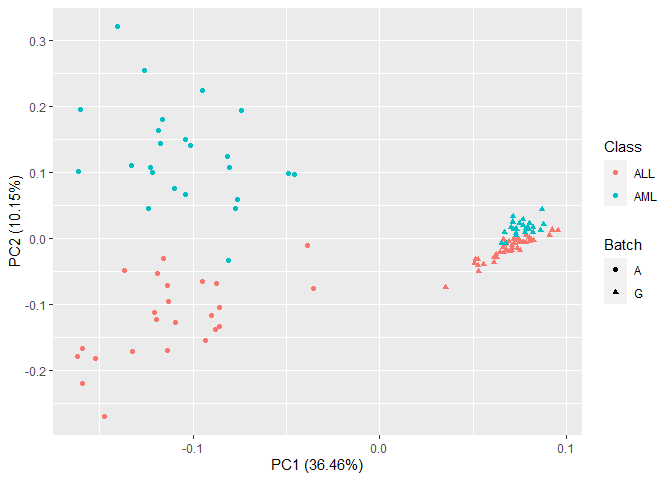 0.3
0.2
0.1
0.0
-0.1
-0.2
PC2 (10.15%)
-0.1
0.0
0.1
PC1 (36.46%)
Class
ALL
AML
Batch
A
G